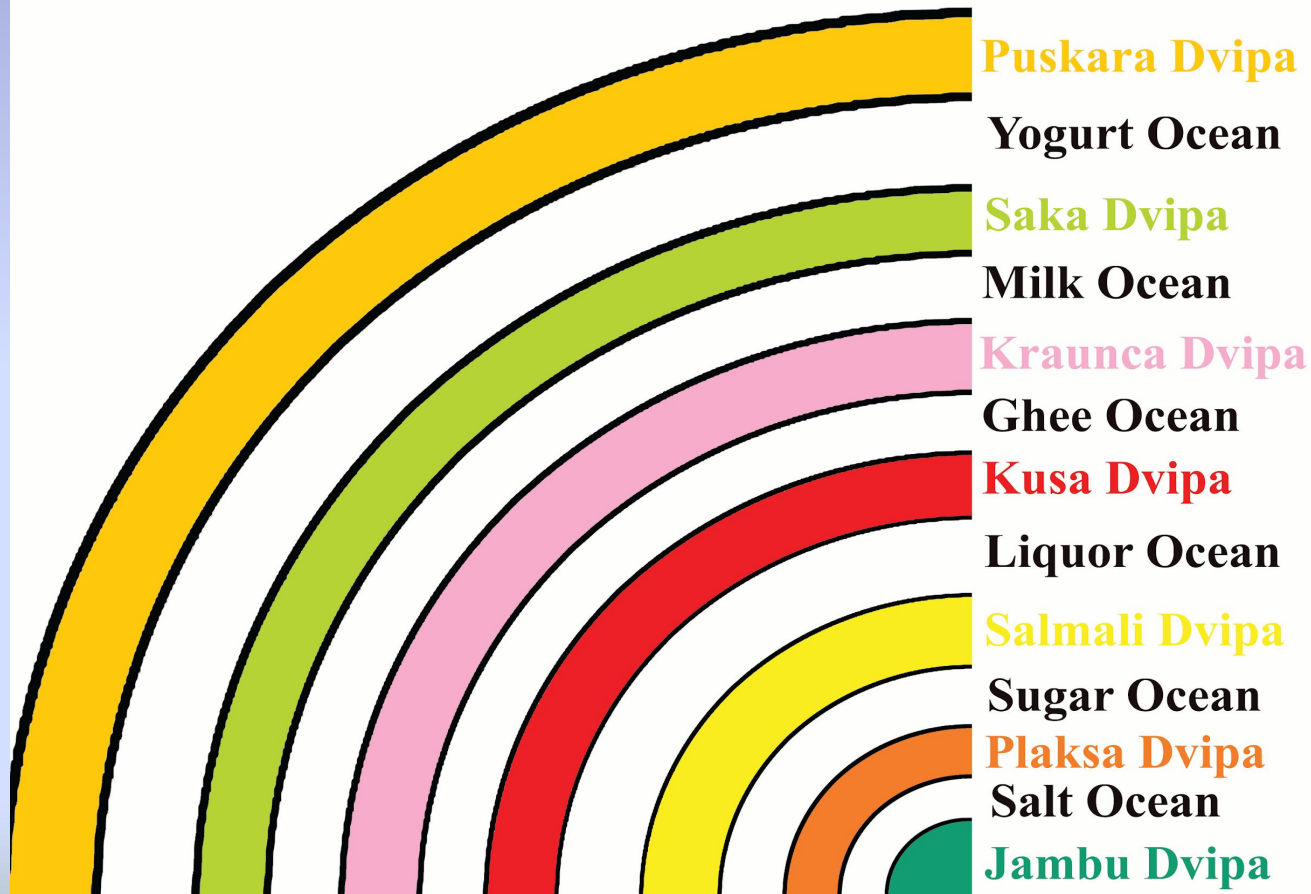 Puskara Dvipa
Yogurt Ocean
Saka Dvipa
Milk Ocean
Kraunca Dvipa
Ghee Ocean
Kusa Dvipa
Liquor Ocean
Salmali Dvipa
Sugar Ocean
Plaksa Dvipa
Salt Ocean
Jambu Dvipa